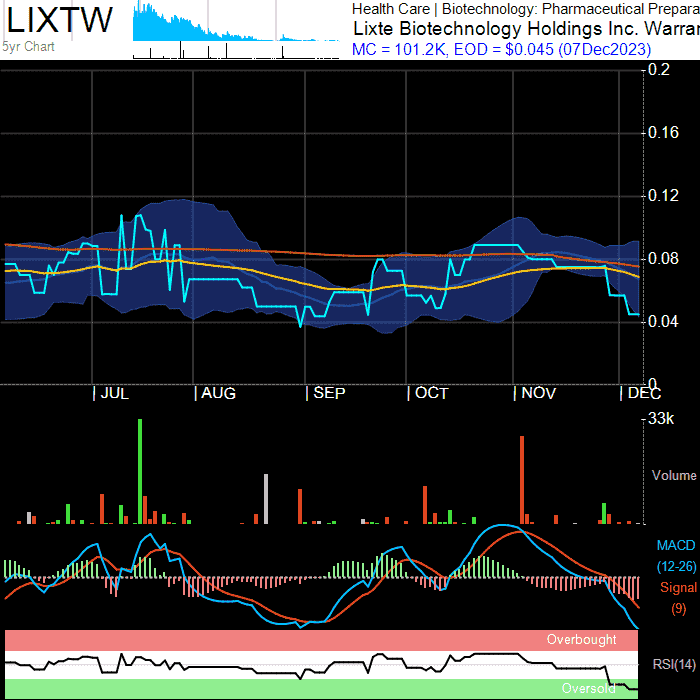 LIXTW
5yr Chart
Health Care | Biotechnology: Pharmaceutical Prepara
Lixte Biotechnology Holdings Inc. Warrar
MC = 101.2K, EOD = $0.045 (07Dec2023)
0.2
0.16
0.12
0.08
0.04
0
| JUL | AUG | SEP | OCT | NOV | DEC
33k
Volume
MACD
(12-26)
Signal
(9)
Overbought
RSI(14)
Oversold